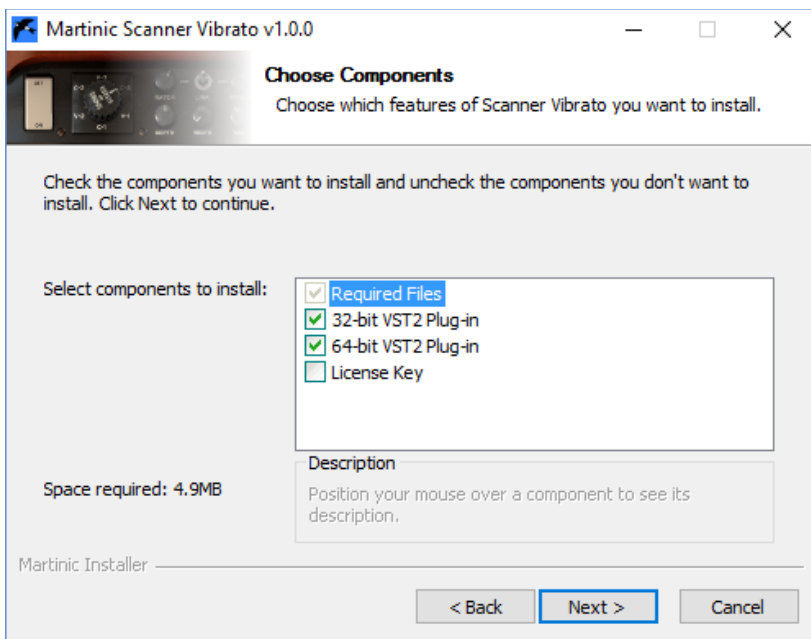 Martinic Scanner Vibrato v1.0.0
Choose Components
Choose which features of Scanner Vibrato you want to install.
Check the components you want to install and uncheck the components you don't want to
install. Click Next to continue.
Select components to install:
Required Files
32-bit VST2 Plug-in
64-bit VST2 Plug-in
License Key
Space required: 4.9MB
Description
Position your mouse over a component to see its
description.
Martinic Installer
< Back
Next >
Cancel